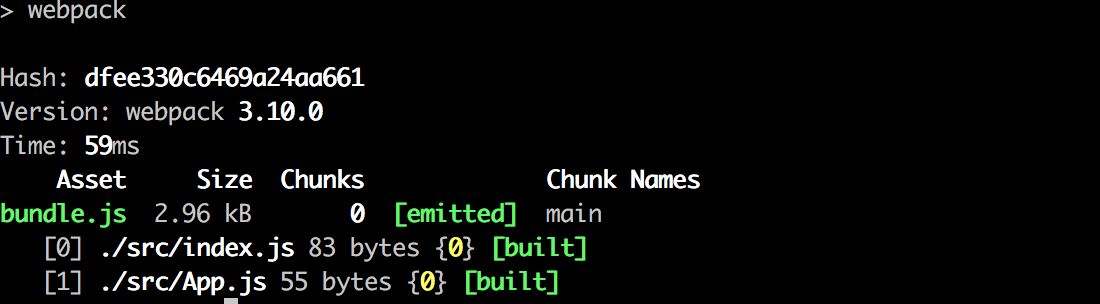 > webpack
Hash: dfee330c6469a24aa661
Version: webpack 3.10.0
Time: 59ms
    Asset     Size  Chunks             Chunk Names
bundle.js  2.96 kB       0  [emitted]  main
   [0] ./src/index.js 83 bytes {0} [built]
   [1] ./src/App.js 55 bytes {0} [built]